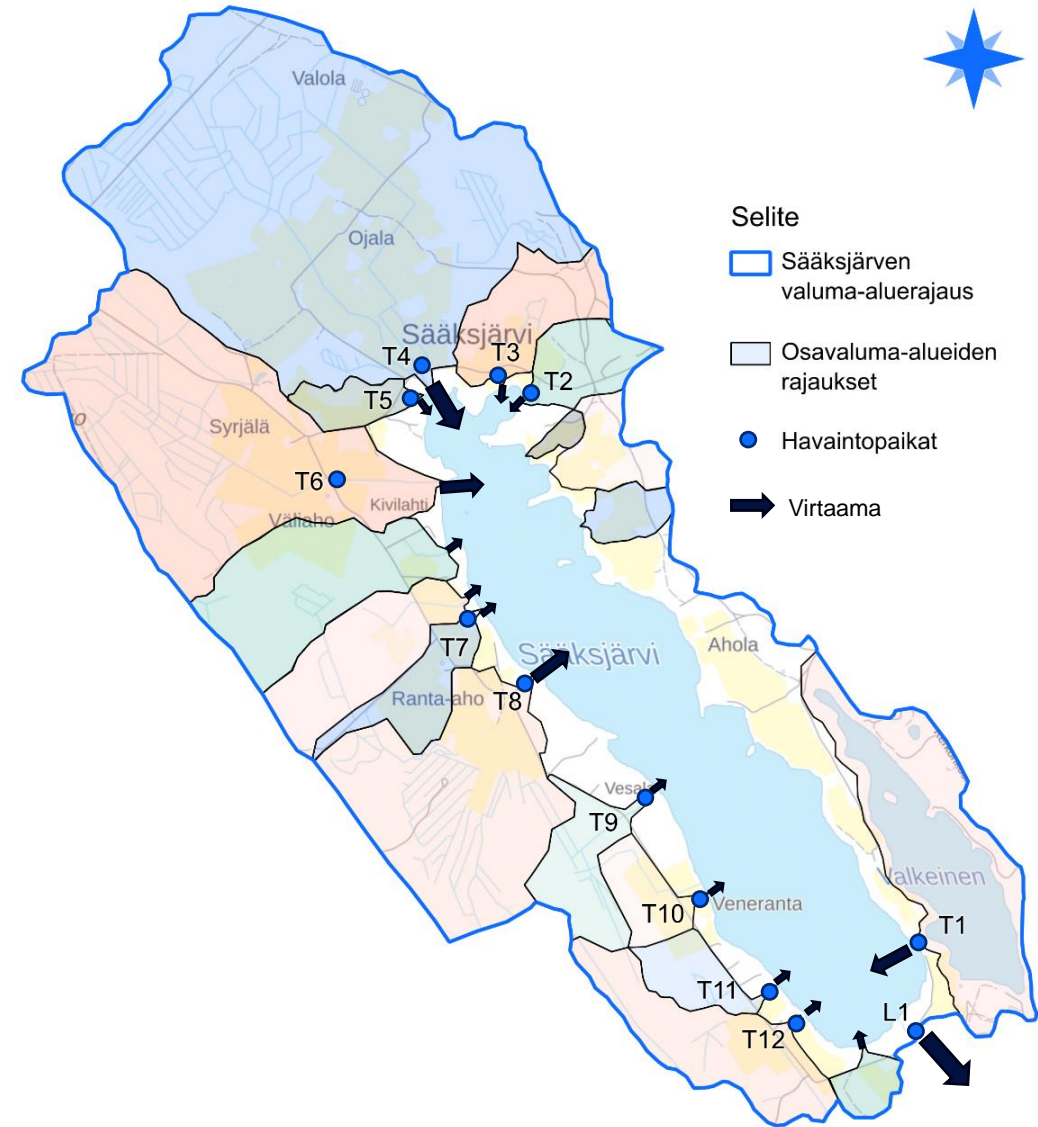 Valola
Ojala
Selite
Sääksjärven
valuma-aluerajaus
Sääksjärvi
T4
T3
T2
Osavaluma-alueiden
rajaukset
T5
Syrjälä
Havaintopaikat
T6
Kivilahti
Väliaho
Virtaama
T7
Sääksjärvi
Ahola
Ranta-aho
T8
Vesala
T9
Valkeinen
T10
Veneranta
T1
T11
L1
T12